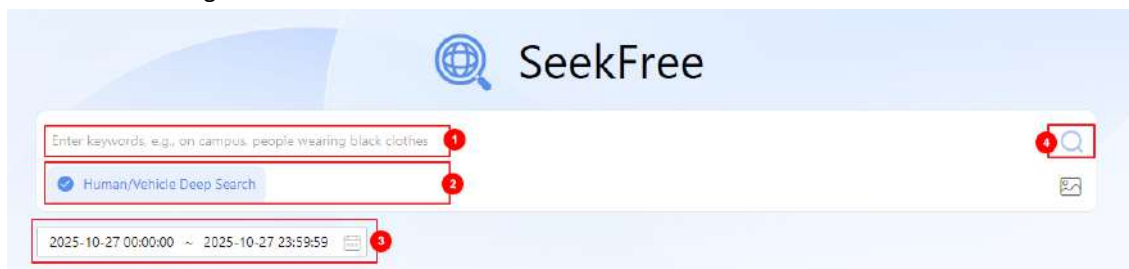 SeekFree
Enter keywords, e.g., on campus, people wearing black clothes 1
4
Human/Vehicle Deep Search 2
2025-10-27 00:00:00 ~ 2025-10-27 23:59:59 3